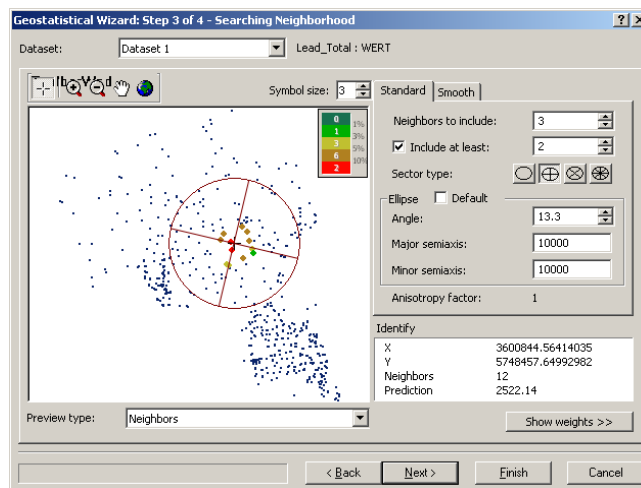 Geostatistical Wizard: Step 3 of 4 - Searching Neighborhood
Dataset: Dataset 1 Lead_Total : WERT
Symbol size: 3
0
1 1%
3 3%
6 5%
2 10%
Standard Smooth
Neighbors to include: 3
Include at least: 2
Sector type:
Ellipse Default
Angle: 13.3
Major semiaxis: 10000
Minor semiaxis: 10000
Anisotropy factor: 1
Identify
X 3600844.56414035
Y 5748457.64992982
Neighbors 12
Prediction 2522.14
Preview type: Neighbors
Show weights >>
< Back Next > Finish Cancel